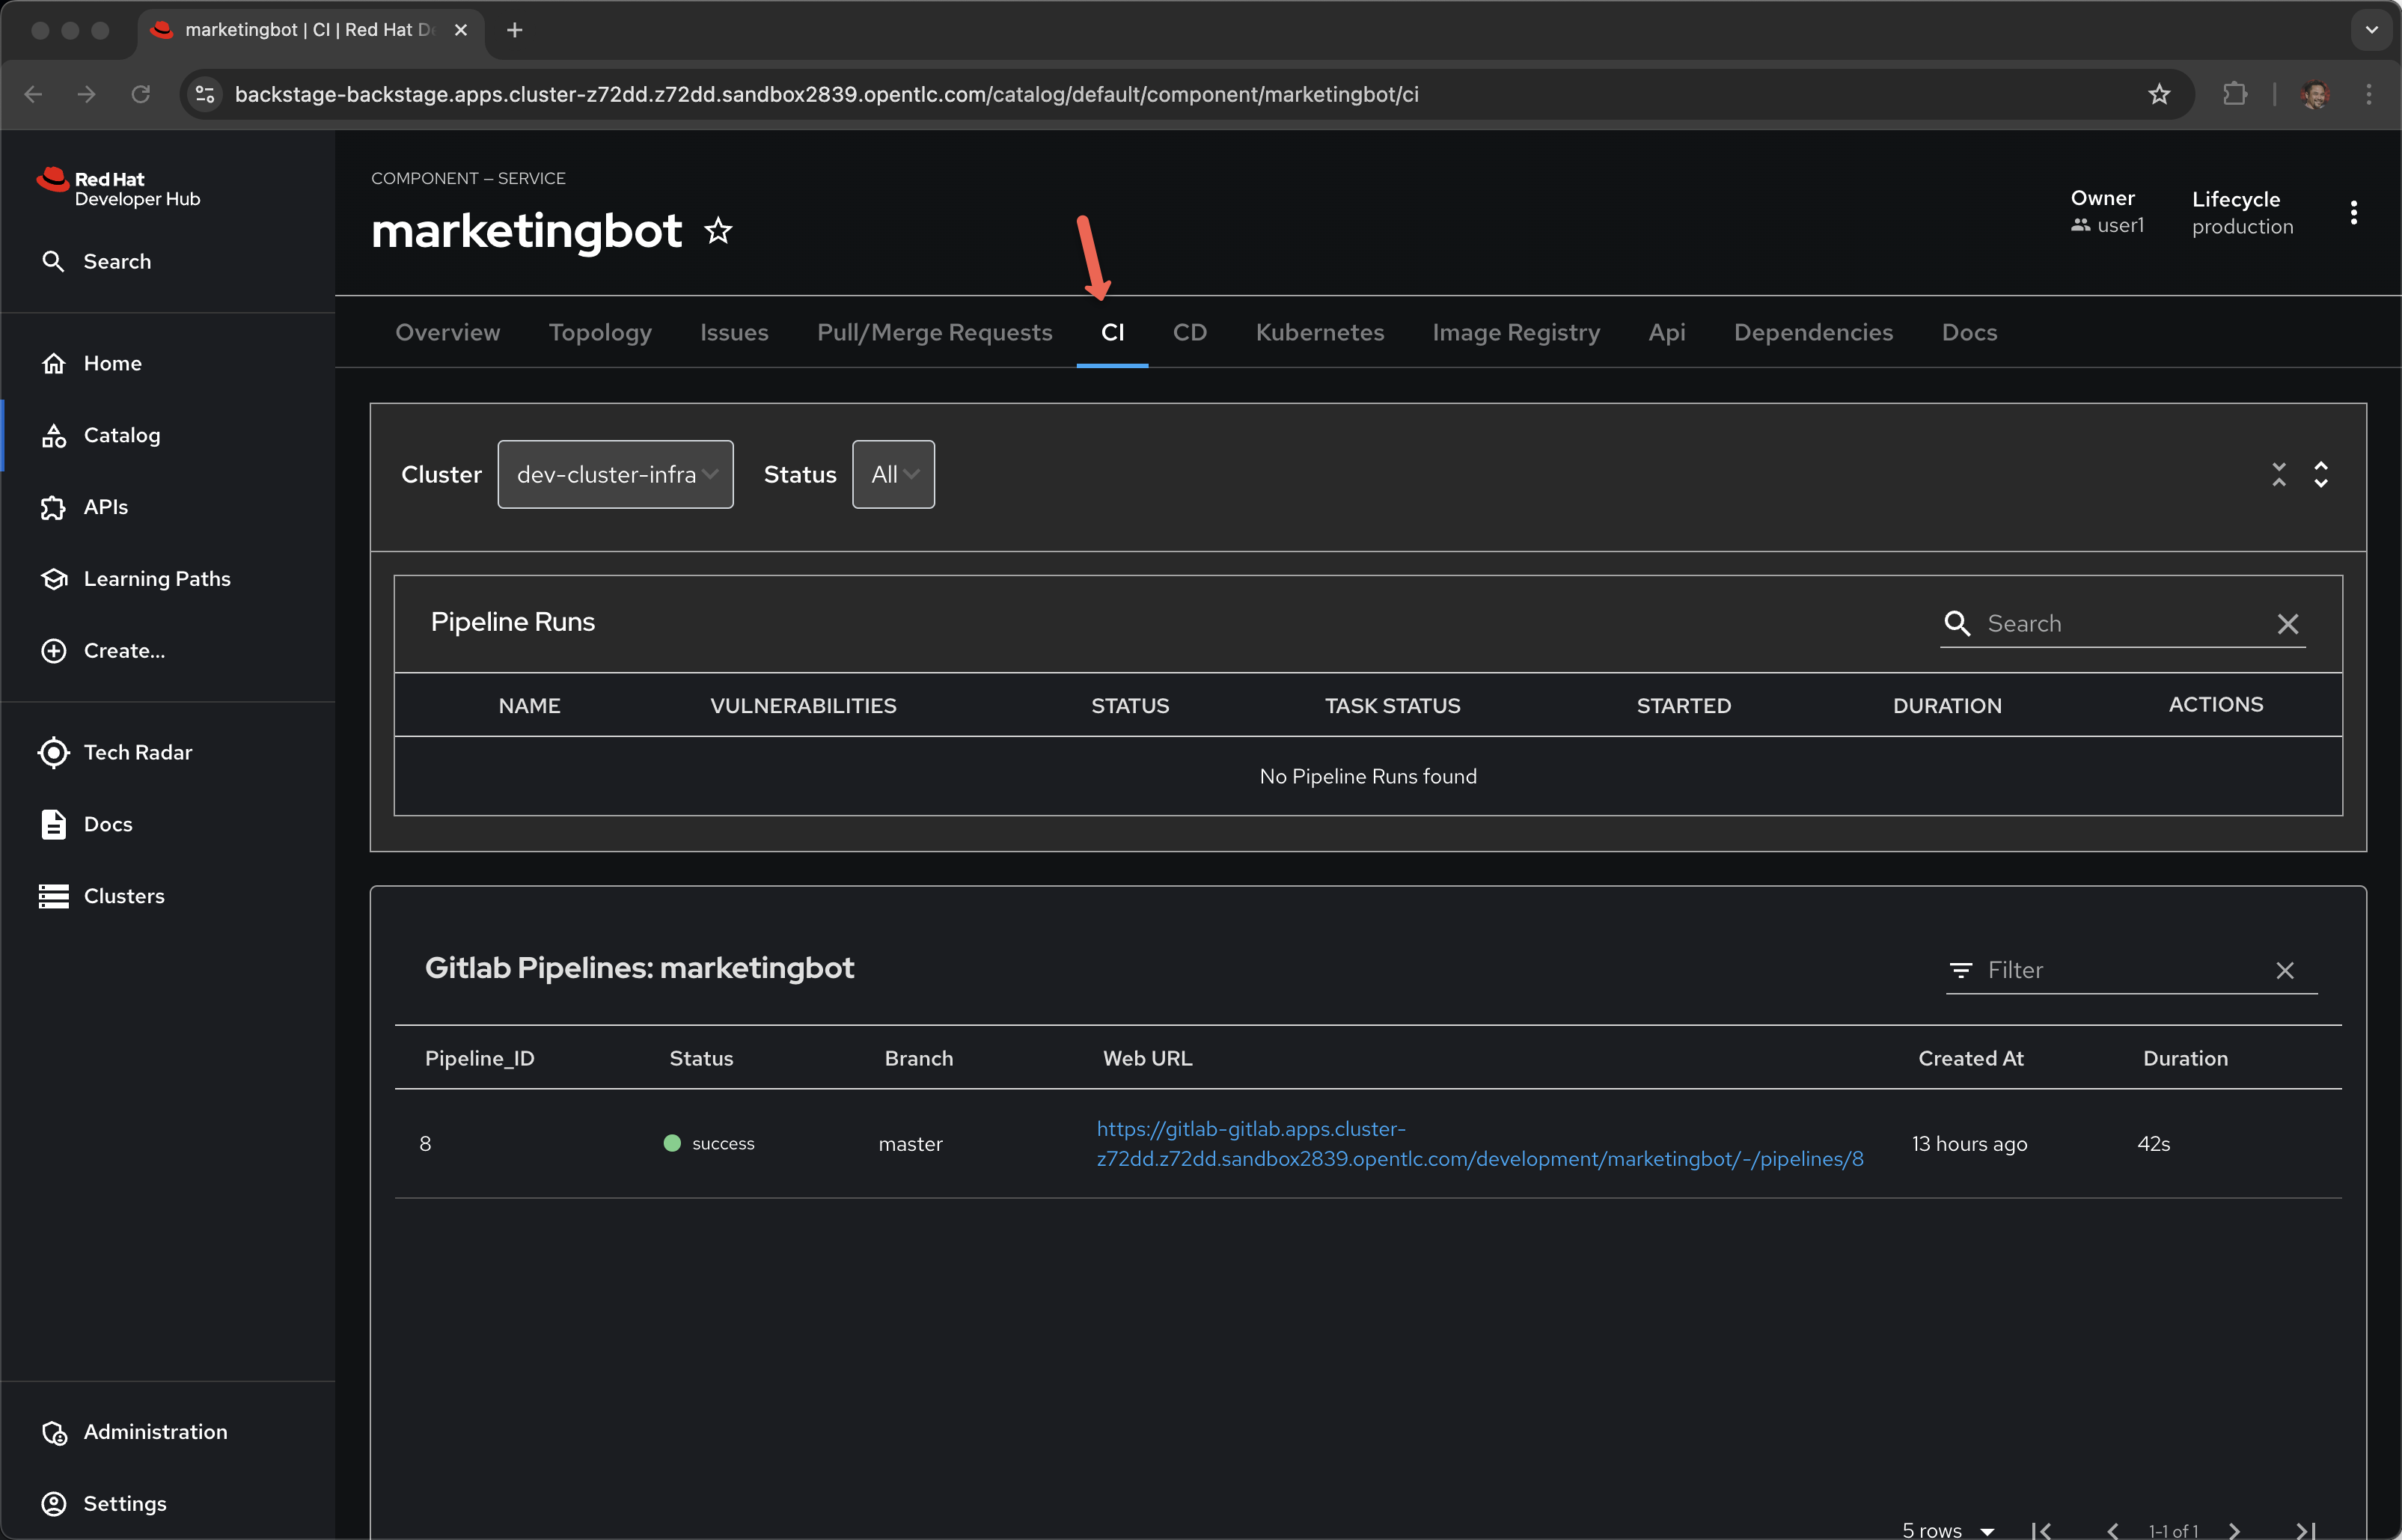 marketingbot | CI | Red Hat De
backstage-backstage.apps.cluster-z72dd.z72dd.sandbox2839.opentlc.com/catalog/default/component/marketingbot/ci
Red Hat
Developer Hub
Search
Home
Catalog
APIs
Learning Paths
Create...
Tech Radar
Docs
Clusters
Administration
Settings
COMPONENT — SERVICE
marketingbot
Owner
user1
Lifecycle
production
Overview Topology Issues Pull/Merge Requests CI CD Kubernetes Image Registry Api Dependencies Docs
Cluster dev-cluster-infra Status All
Pipeline Runs
Search
NAME VULNERABILITIES STATUS TASK STATUS STARTED DURATION ACTIONS
No Pipeline Runs found
Gitlab Pipelines: marketingbot
Filter
Pipeline_ID Status Branch Web URL Created At Duration
8 success master https://gitlab-gitlab.apps.cluster-
z72dd.z72dd.sandbox2839.opentlc.com/development/marketingbot/-/pipelines/8 13 hours ago 42s
5 rows 1-1 of 1